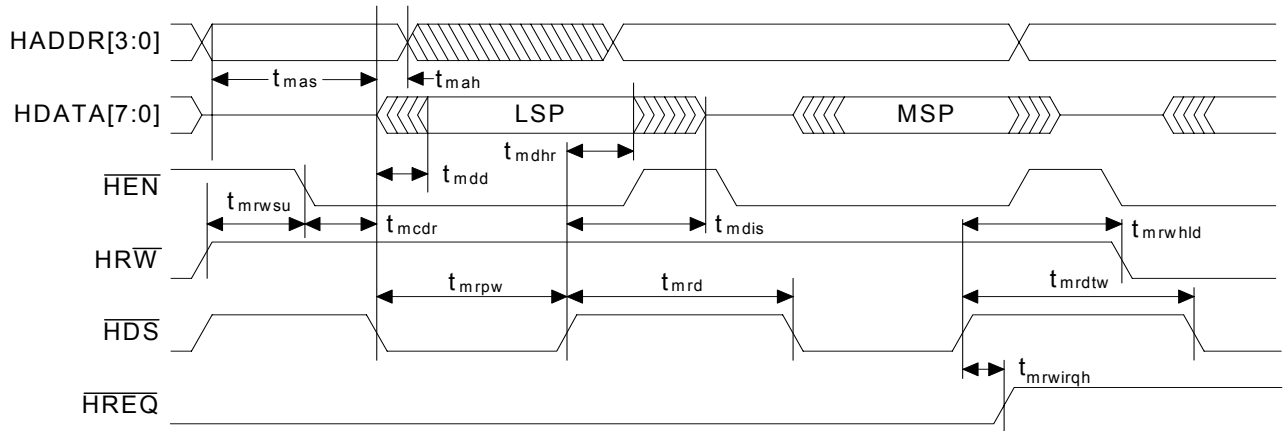 HADDR[3:0]
t mas
t mah
HDATA[7:0]
LSP
MSP
t mdhr
t mdd
HEN
t mrwsu
t mcdr
t mdis
t mrwhld
HRW
t mrpw
t mrd
t mrdtw
HDS
t mrwirqh
HREQ